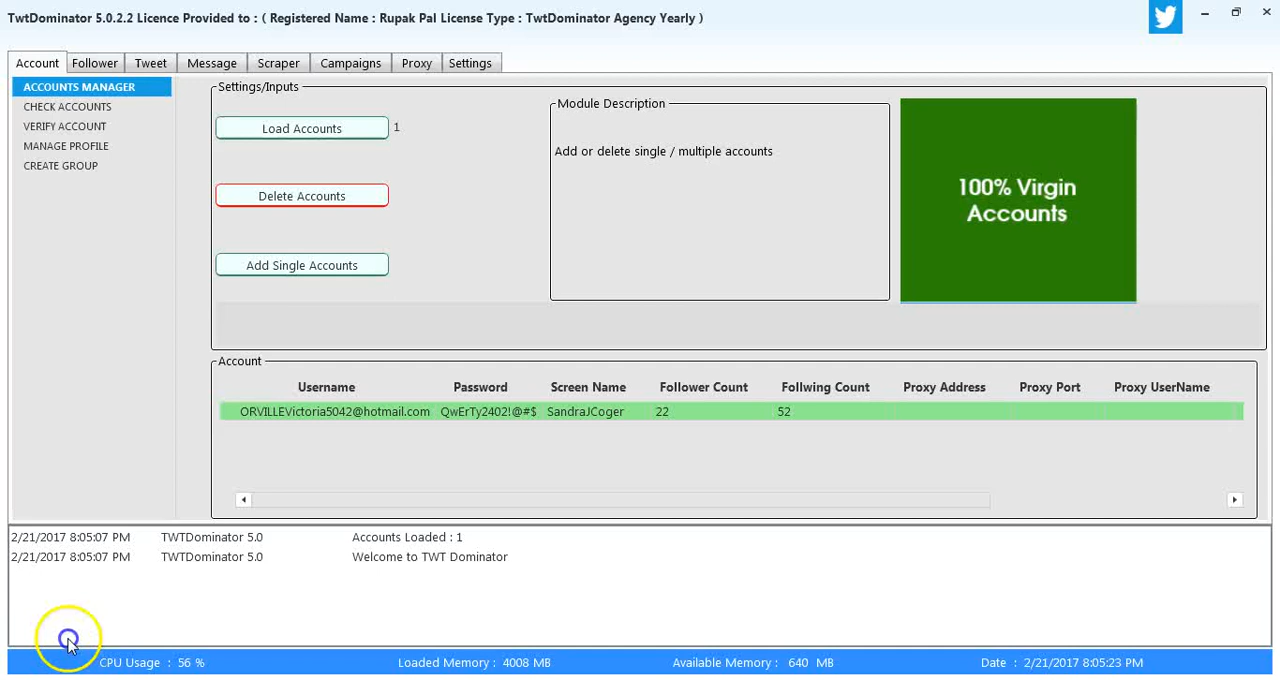 TwtDominator 5.0.2.2 Licence Provided to : ( Registered Name : Rupak Pal License Type : TwtDominator Agency Yearly )
Account Follower Tweet Message Scraper Campaigns Proxy Settings
ACCOUNTS MANAGER
CHECK ACCOUNTS
VERIFY ACCOUNT
MANAGE PROFILE
CREATE GROUP
Settings/Inputs
Load Accounts 1
Delete Accounts
Add Single Accounts
Module Description
Add or delete single / multiple accounts
100% Virgin
Accounts
Account
Username Password Screen Name Follower Count Follwing Count Proxy Address Proxy Port Proxy UserName
ORVILLEVictoria5042@hotmail.com QwErTy2402!@#$ SandraJCoger 22 52
2/21/2017 8:05:07 PM TWTDominator 5.0 Accounts Loaded : 1
2/21/2017 8:05:07 PM TWTDominator 5.0 Welcome to TWT Dominator
CPU Usage : 56 % Loaded Memory : 4008 MB Available Memory : 640 MB Date : 2/21/2017 8:05:23 PM